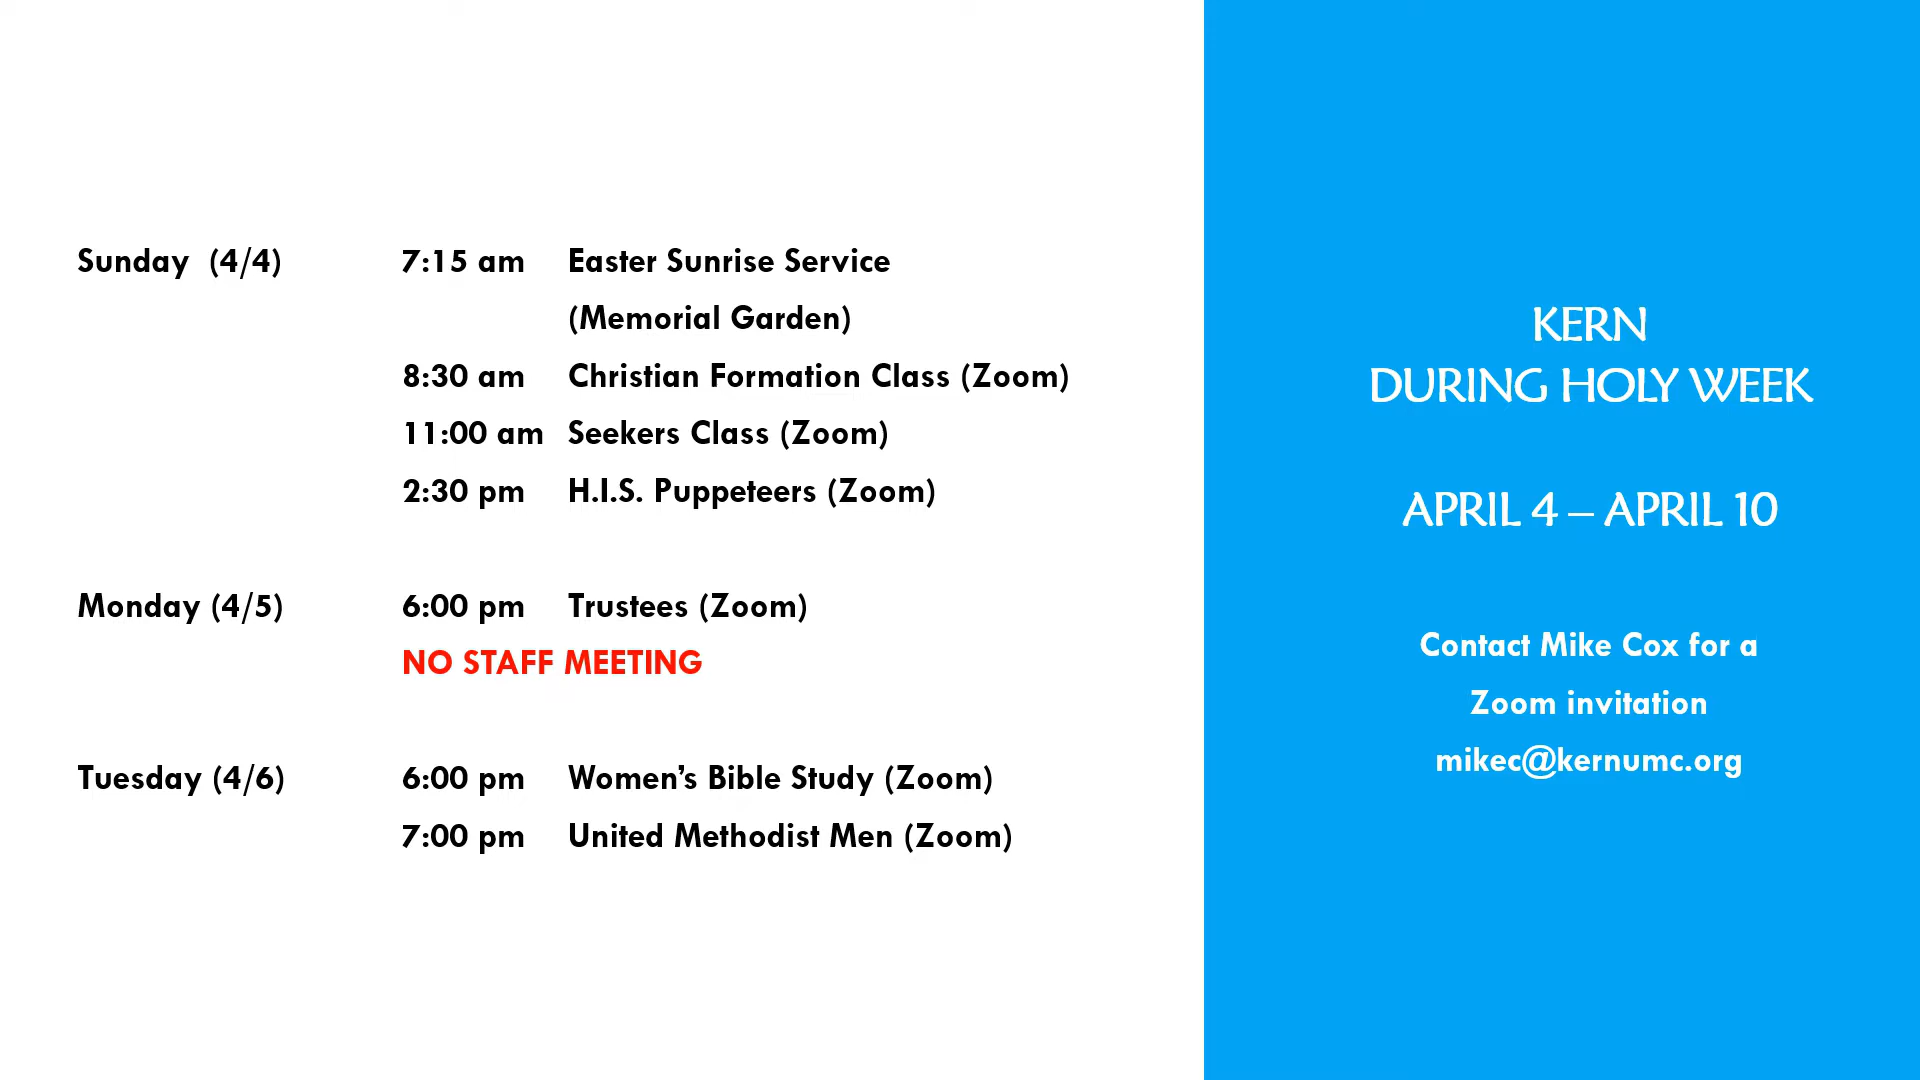 Sunday  (4/4) 7:15 am Easter Sunrise Service
(Memorial Garden)
8:30 am Christian Formation Class (Zoom)
11:00 am Seekers Class (Zoom)
2:30 pm H.I.S. Puppeteers (Zoom)
Monday (4/5) 6:00 pm Trustees (Zoom)
NO STAFF MEETING
Tuesday (4/6) 6:00 pm Women’s Bible Study (Zoom)
7:00 pm United Methodist Men (Zoom)
KERN
DURING HOLY WEEK
APRIL 4 – APRIL 10
Contact Mike Cox for a
Zoom invitation
mikec@kernumc.org